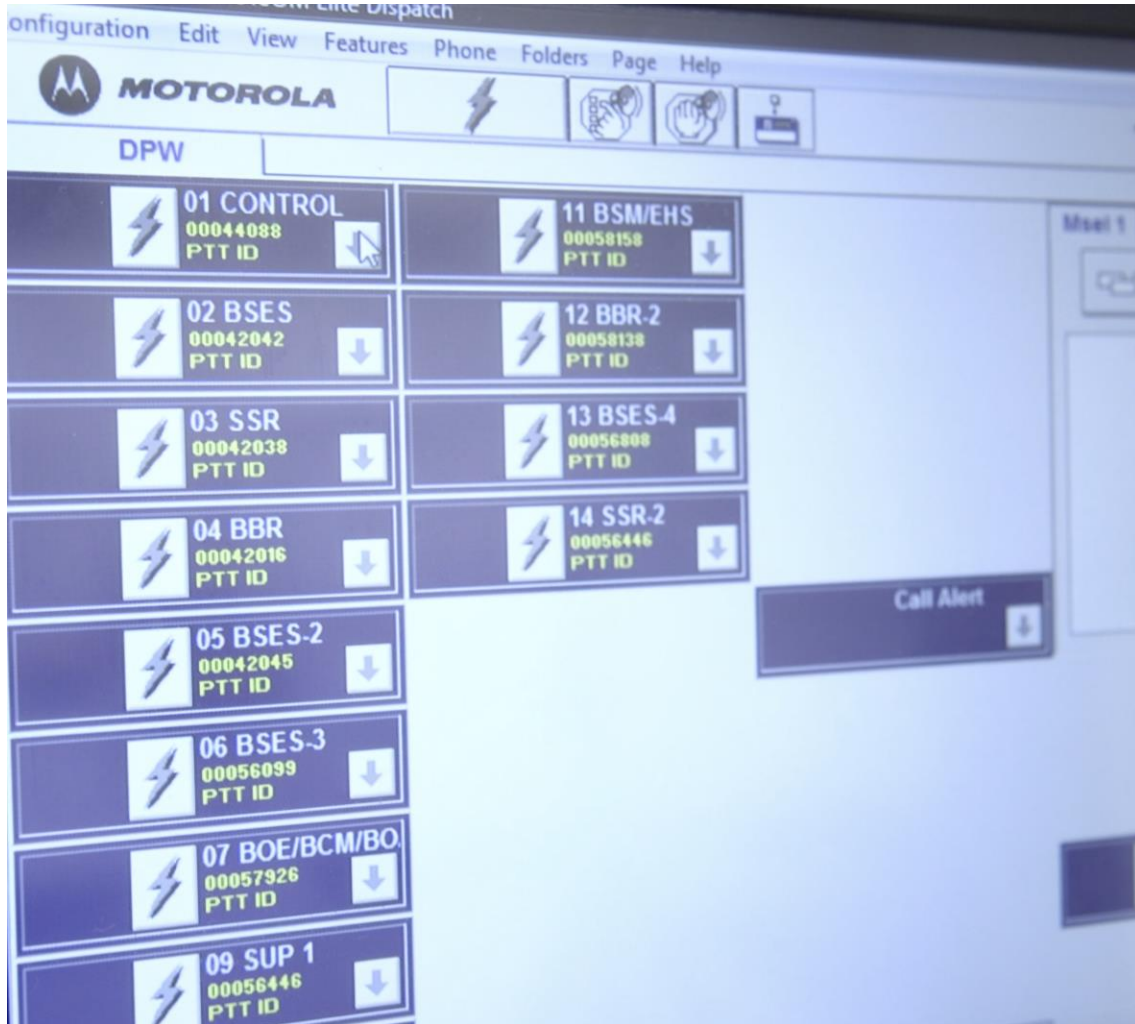 Elite Dispatch
onfiguration Edit View Features Phone Folders Page Help
MOTOROLA
DPW
01 CONTROL
00044088
PTT ID
02 BSES
00042042
PTT ID
03 SSR
00042038
PTT ID
04 BBR
00042016
PTT ID
05 BSES-2
00042045
PTT ID
06 BSES-3
00056099
PTT ID
07 BOE/BCM/BO
00057926
PTT ID
09 SUP 1
00056446
PTT ID
11 BSM/EHS
00058158
PTT ID
12 BBR-2
00058138
PTT ID
13 BSES-4
00056808
PTT ID
14 SSR-2
00056446
PTT ID
Call Alert
Msel 1